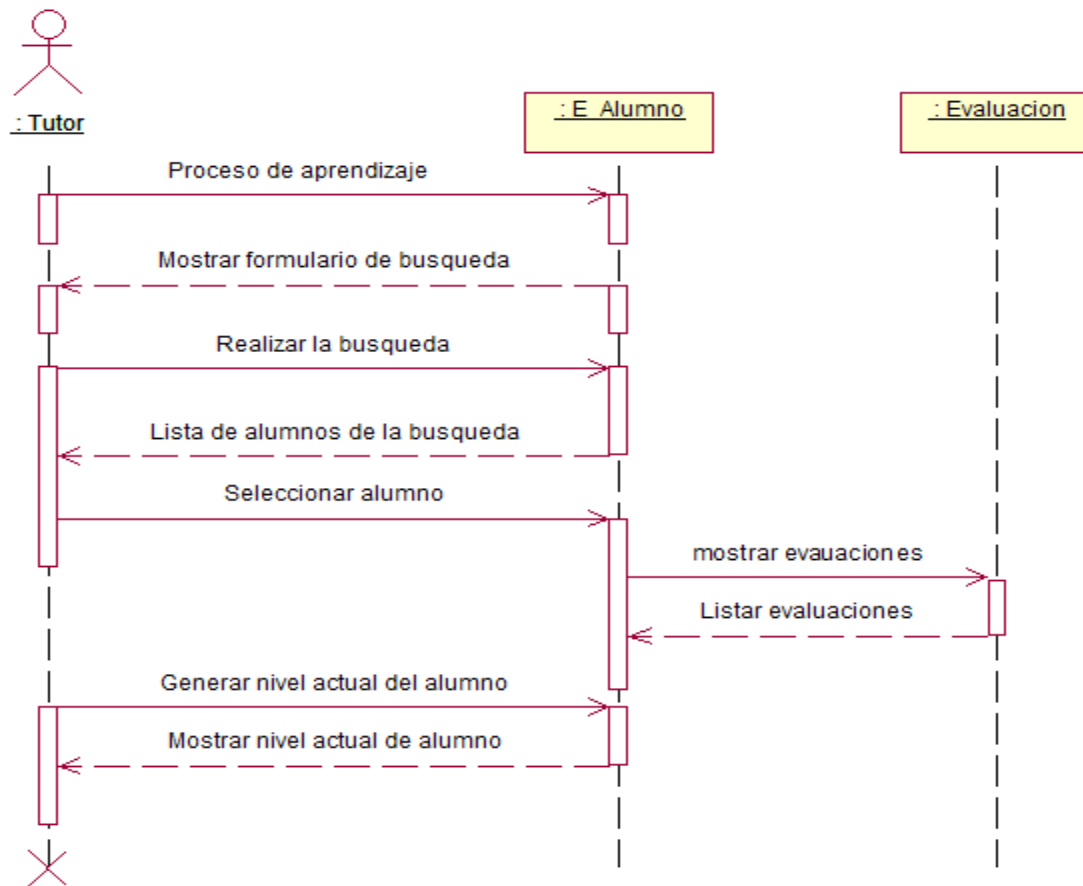 : Tutor
: E_Alumno
: Evaluacion
Proceso de aprendizaje
Mostrar formulario de busqueda
Realizar la busqueda
Lista de alumnos de la busqueda
Seleccionar alumno
mostrar evauaciones
Listar evaluaciones
Generar nivel actual del alumno
Mostrar nivel actual de alumno